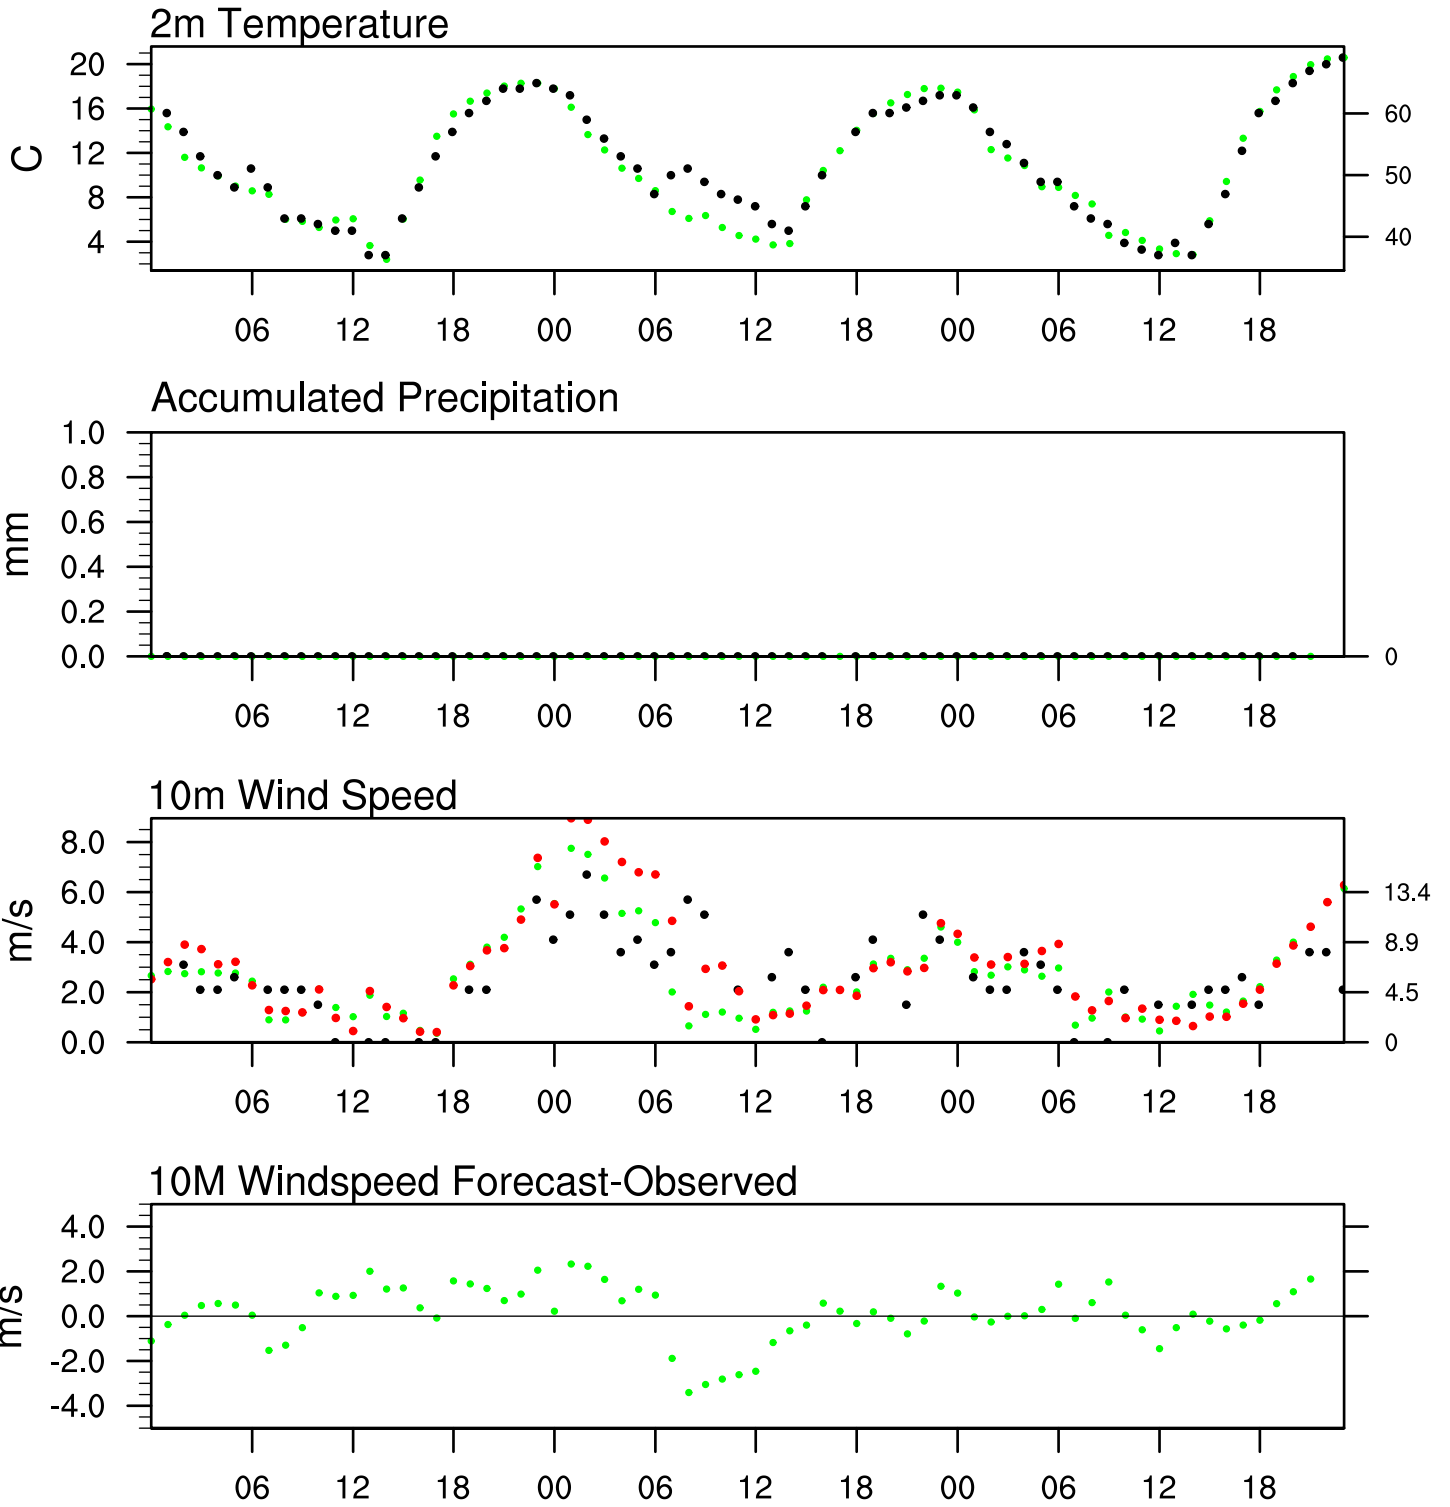 2m Temperature
20
16
12
8
4
C
60
50
40
06 12 18 00 06 12 18 00 06 12 18
Accumulated Precipitation
1.0
0.8
0.6
0.4
0.2
0.0
mm
0
06 12 18 00 06 12 18 00 06 12 18
10m Wind Speed
8.0
6.0
4.0
2.0
0.0
m/s
13.4
8.9
4.5
0
06 12 18 00 06 12 18 00 06 12 18
10M Windspeed Forecast-Observed
4.0
2.0
0.0
-2.0
-4.0
m/s
06 12 18 00 06 12 18 00 06 12 18